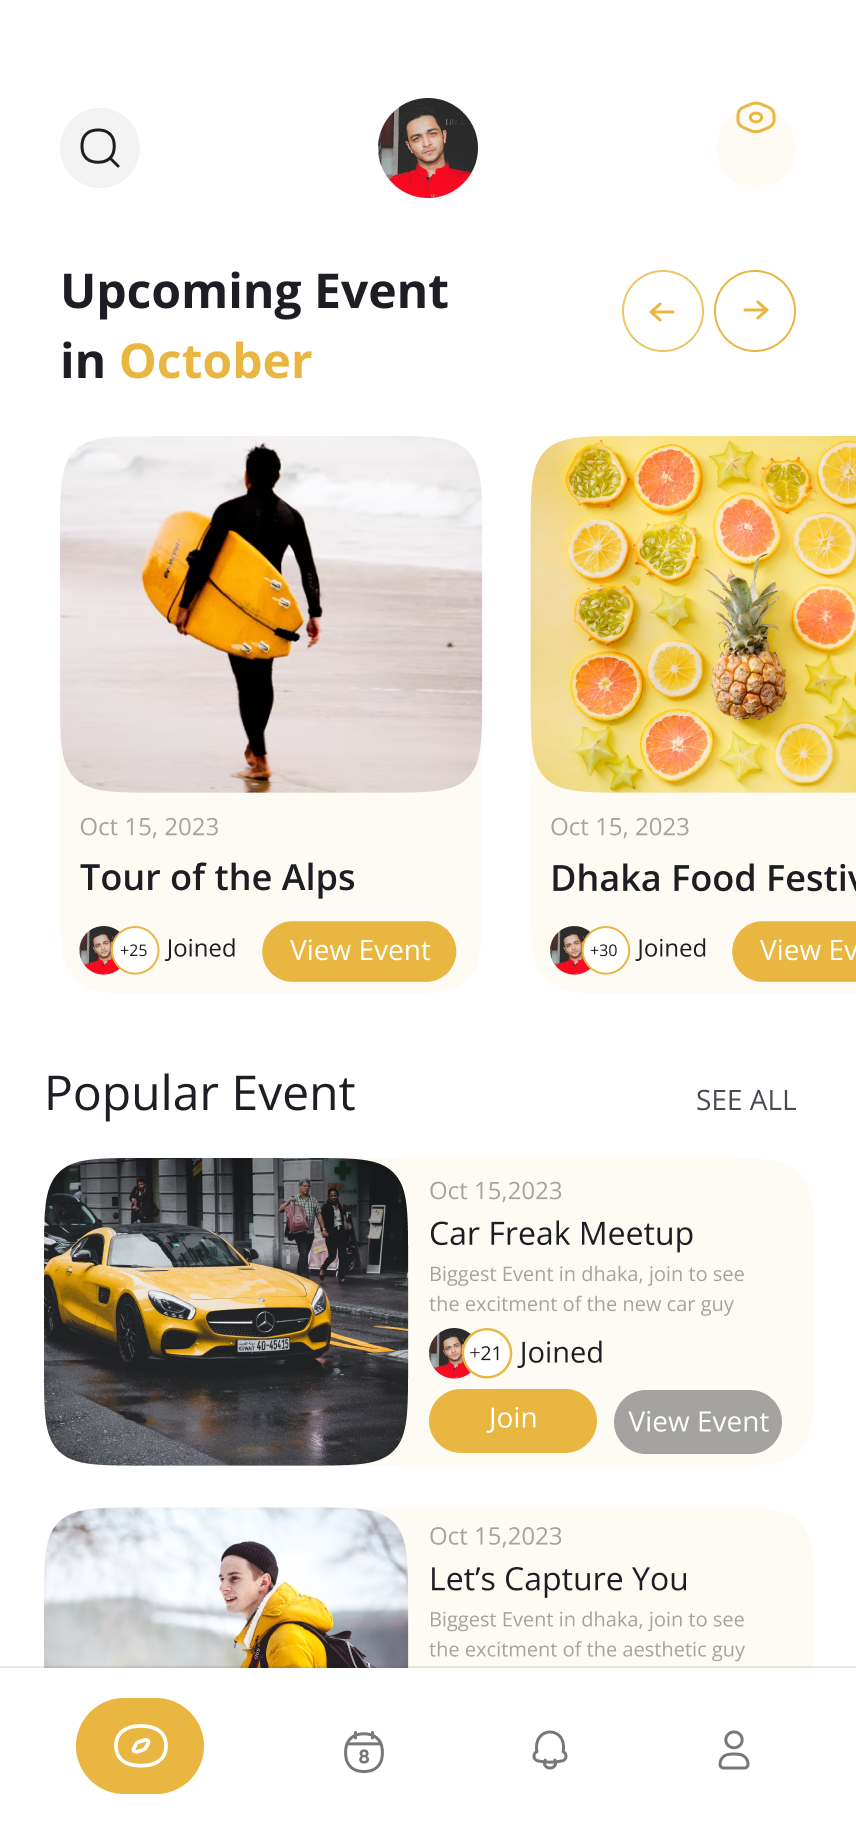 Upcoming Event
in October
Oct 15, 2023
Tour of the Alps
+25 Joined
View Event
Oct 15, 2023
Dhaka Food
+30 Joined
View
Popular Event
SEE ALL
Oct 15,2023
Car Freak Meetup
Biggest Event in dhaka, join to see
the excitment of the new car guy
+21 Joined
Join
View Event
KUWAIT 40-45415
Oct 15,2023
Let’s Capture You
Biggest Event in dhaka, join to see
the excitment of the aesthetic guy
8